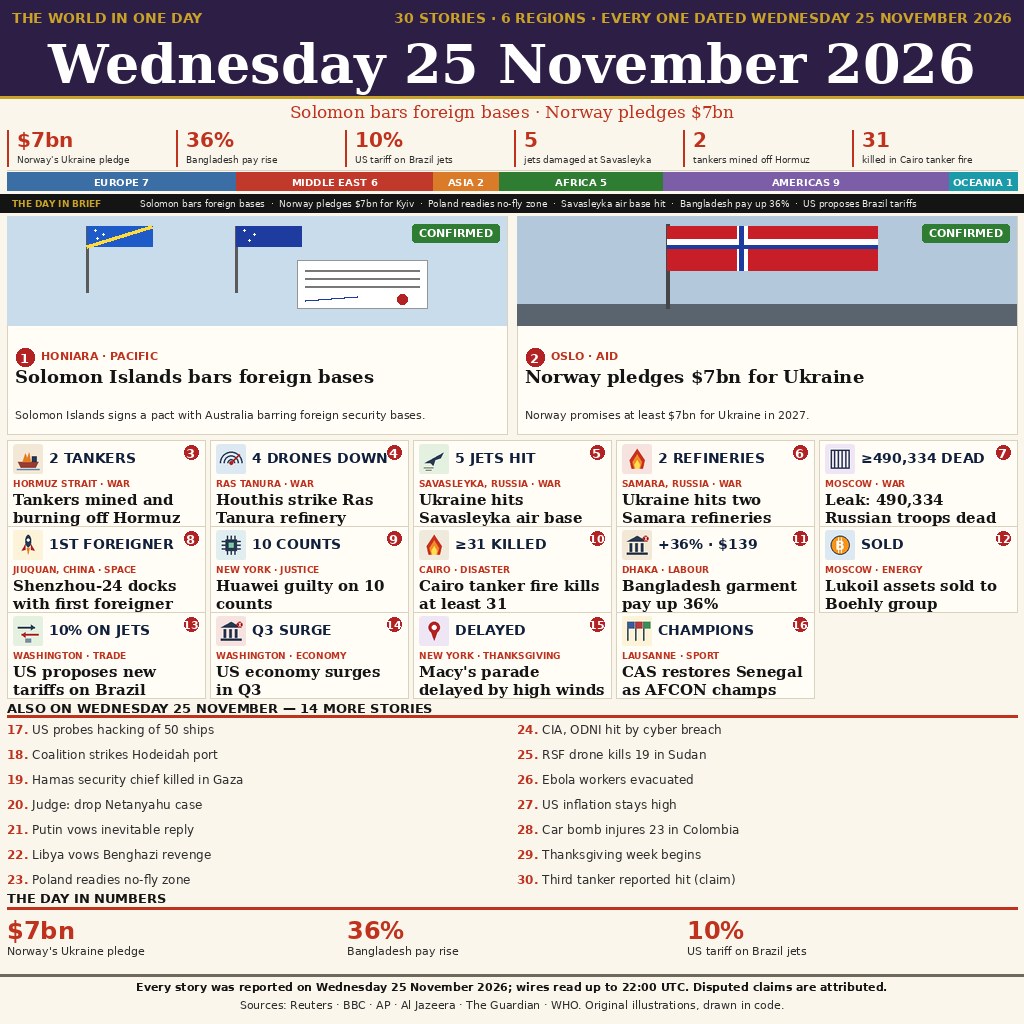 THE WORLD IN ONE DAY
30 STORIES · 6 REGIONS · EVERY ONE DATED WEDNESDAY 25 NOVEMBER 2026
Wednesday 25 November 2026
Solomon bars foreign bases · Norway pledges $7bn
$7bn
Norway's Ukraine pledge
36%
Bangladesh pay rise
10%
US tariff on Brazil jets
5
jets damaged at Savasleyka
2
tankers mined off Hormuz
31
killed in Cairo tanker fire
EUROPE 7
MIDDLE EAST 6
ASIA 2
AFRICA 5
AMERICAS 9
OCEANIA 1
THE DAY IN BRIEF
Solomon bars foreign bases · Norway pledges $7bn for Kyiv · Poland readies no-fly zone · Savasleyka air base hit · Bangladesh pay up 36% · US proposes Brazil tariffs
CONFIRMED
1 HONIARA · PACIFIC
Solomon Islands bars foreign bases
Solomon Islands signs a pact with Australia barring foreign security bases.
CONFIRMED
2 OSLO · AID
Norway pledges $7bn for Ukraine
Norway promises at least $7bn for Ukraine in 2027.
2 TANKERS 3
HORMUZ STRAIT · WAR
Tankers mined and
burning off Hormuz
4 DRONES DOWN 4
RAS TANURA · WAR
Houthis strike Ras
Tanura refinery
5 JETS HIT 5
SAVASLEYKA, RUSSIA · WAR
Ukraine hits
Savasleyka air base
2 REFINERIES 6
SAMARA, RUSSIA · WAR
Ukraine hits two
Samara refineries
≥490,334 DEAD 7
MOSCOW · WAR
Leak: 490,334
Russian troops dead
1ST FOREIGNER 8
JIUQUAN, CHINA · SPACE
Shenzhou-24 docks
with first foreigner
10 COUNTS 9
NEW YORK · JUSTICE
Huawei guilty on 10
counts
≥31 KILLED 10
CAIRO · DISASTER
Cairo tanker fire kills
at least 31
+36% · $139 11
DHAKA · LABOUR
Bangladesh garment
pay up 36%
SOLD 12
MOSCOW · ENERGY
Lukoil assets sold to
Boehly group
10% ON JETS 13
WASHINGTON · TRADE
US proposes new
tariffs on Brazil
Q3 SURGE 14
WASHINGTON · ECONOMY
US economy surges
in Q3
DELAYED 15
NEW YORK · THANKSGIVING
Macy's parade
delayed by high winds
CHAMPIONS 16
LAUSANNE · SPORT
CAS restores Senegal
as AFCON champs
ALSO ON WEDNESDAY 25 NOVEMBER — 14 MORE STORIES
17. US probes hacking of 50 ships
18. Coalition strikes Hodeidah port
19. Hamas security chief killed in Gaza
20. Judge: drop Netanyahu case
21. Putin vows inevitable reply
22. Libya vows Benghazi revenge
23. Poland readies no-fly zone
24. CIA, ODNI hit by cyber breach
25. RSF drone kills 19 in Sudan
26. Ebola workers evacuated
27. US inflation stays high
28. Car bomb injures 23 in Colombia
29. Thanksgiving week begins
30. Third tanker reported hit (claim)
THE DAY IN NUMBERS
$7bn
Norway's Ukraine pledge
36%
Bangladesh pay rise
10%
US tariff on Brazil jets
Every story was reported on Wednesday 25 November 2026; wires read up to 22:00 UTC. Disputed claims are attributed.
Sources: Reuters · BBC · AP · Al Jazeera · The Guardian · WHO. Original illustrations, drawn in code.